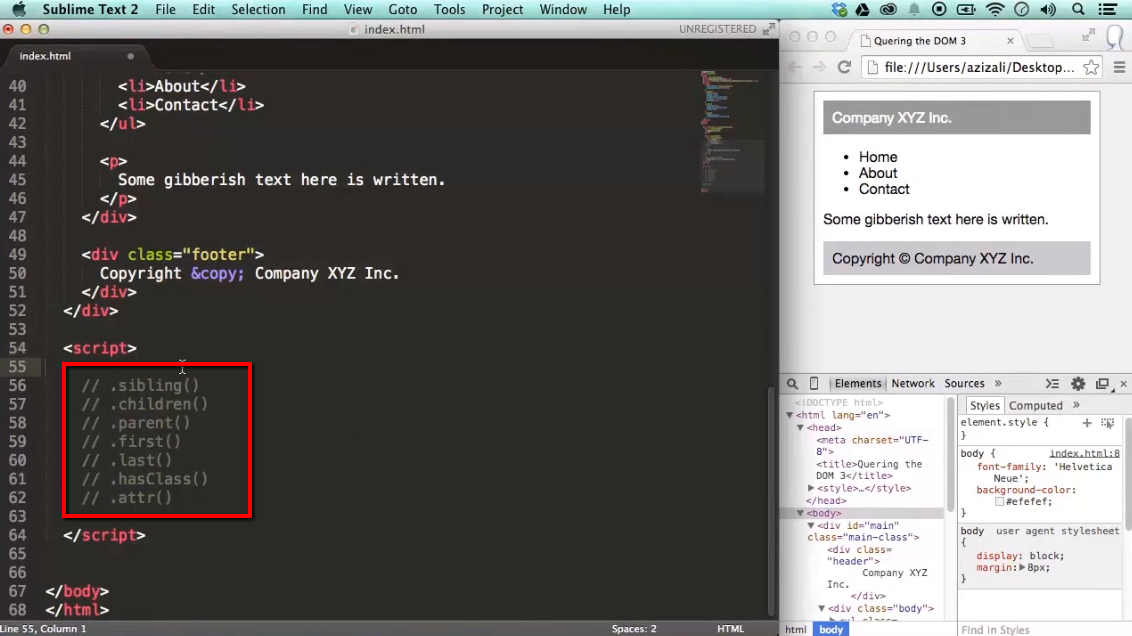 Sublime Text 2 File Edit Selection Find View Goto Tools Project Window Help
index.html UNREGISTERED
index.html
40 <li>About</li>
41 <li>Contact</li>
42 </ul>
43
44 <p>
45 Some gibberish text here is written.
46 </p>
47 </div>
48
49 <div class="footer">
50 Copyright &copy; Company XYZ Inc.
51 </div>
52 </div>
53
54 <script>
55
56 // .sibling()
57 // .children()
58 // .parent()
59 // .first()
60 // .last()
61 // .hasClass()
62 // .attr()
63
64 </script>
65
66
67 </body>
68 </html>
Line 55, Column 1 Spaces: 2 HTML
Quering the DOM 3
file:///Users/azizali/Desktop...
Company XYZ Inc.
• Home
• About
• Contact
Some gibberish text here is written.
Copyright © Company XYZ Inc.
Elements Network Sources »
<!DOCTYPE html>
<html lang="en">
<head>
<meta charset="UTF-
8">
<title>Quering the
DOM 3</title>
<style>…</style>
</head>
<body>
<div id="main"
class="main-class">
<div class=
"header">
Company XYZ
Inc.
</div>
<div class="body">
html body
Styles Computed »
element.style {
}
body { index.html:8
font-family: 'Helvetica
Neue';
background-color:
#efefef;
}
body user agent stylesheet
{
display: block;
margin: 8px;
}
Find in Styles